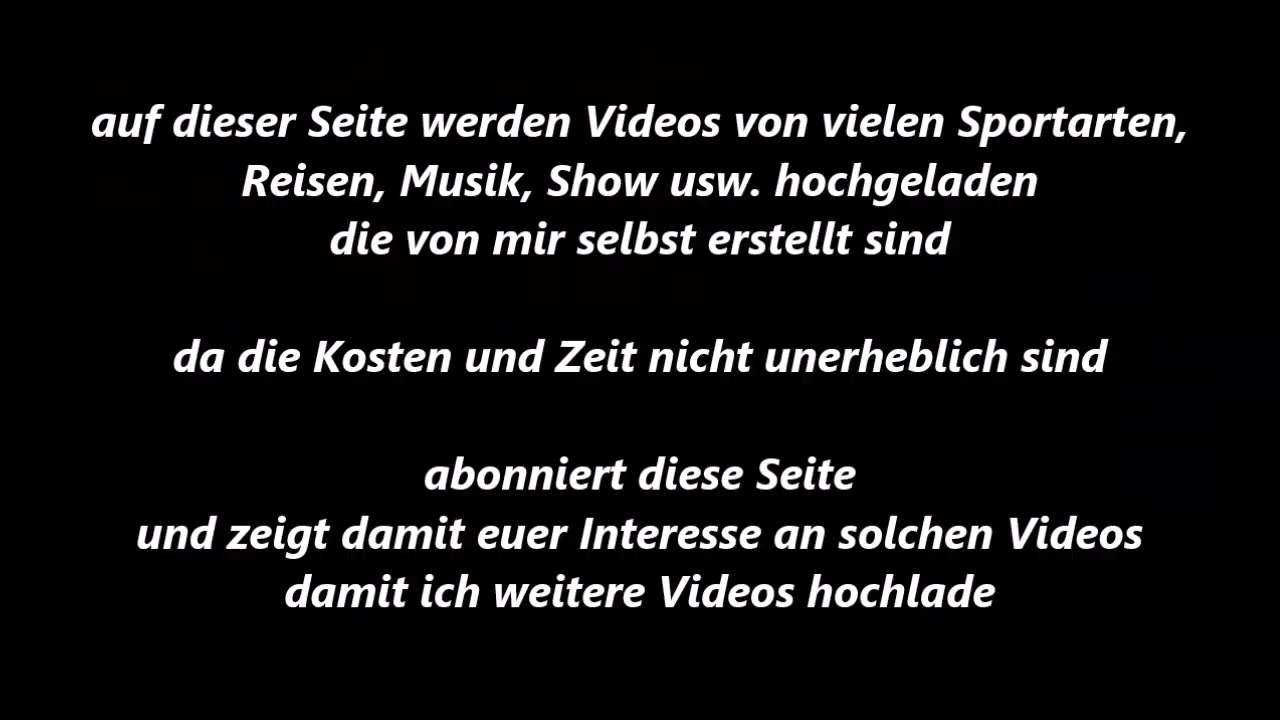 auf dieser Seite werden Videos von vielen Sportarten,
Reisen, Musik, Show usw. hochgeladen
die von mir selbst erstellt sind
da die Kosten und Zeit nicht unerheblich sind
abonniert diese Seite
und zeigt damit euer Interesse an solchen Videos
damit ich weitere Videos hochlade